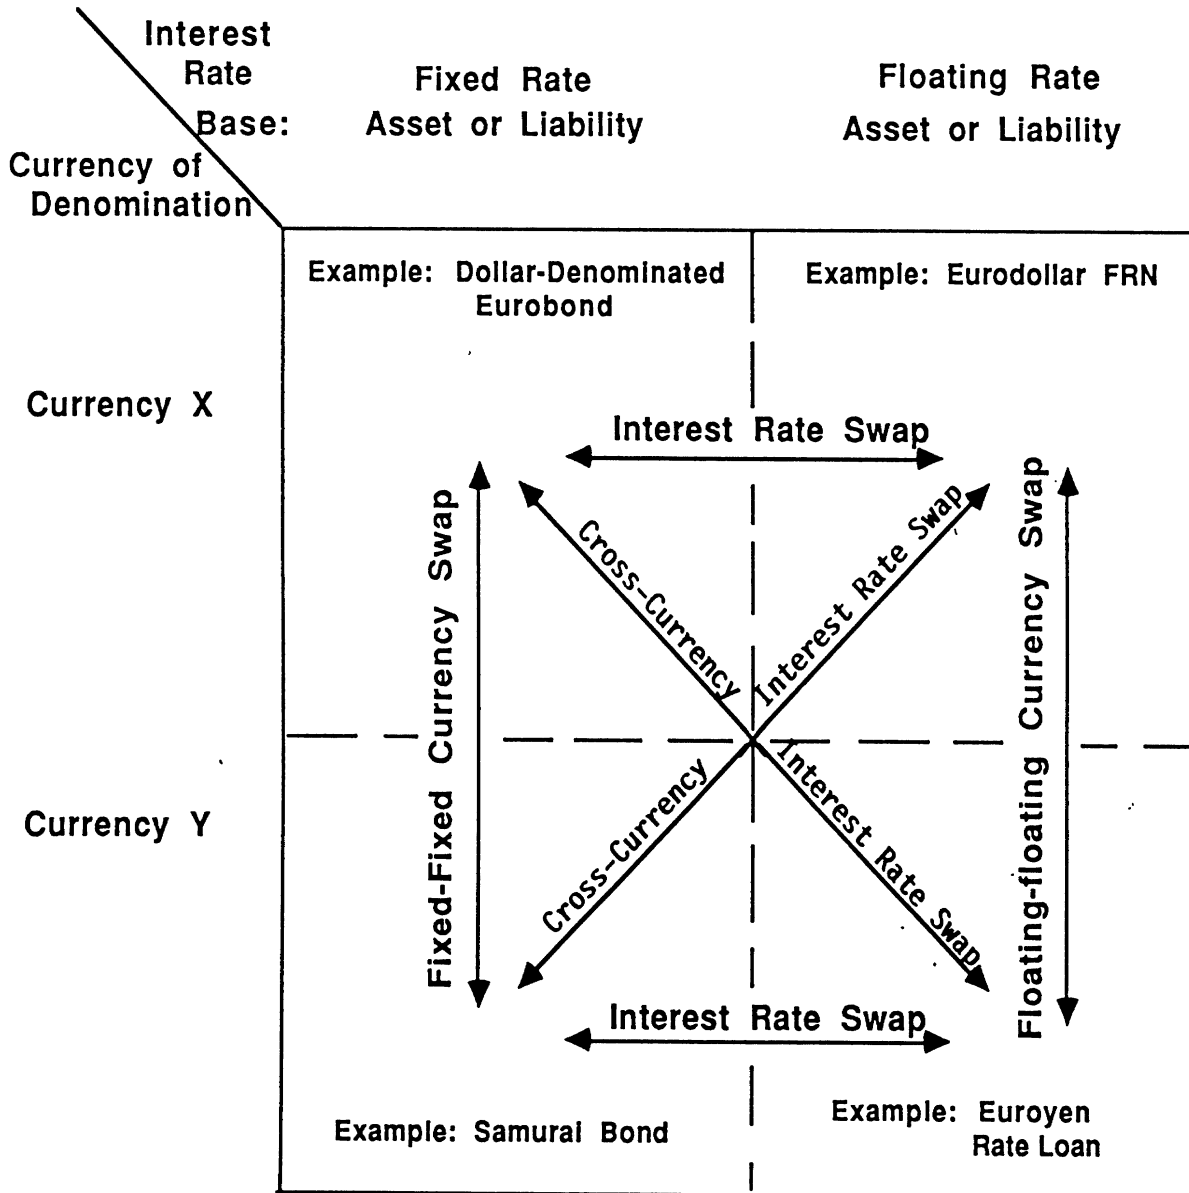 Interest
Rate
Base:
Fixed Rate
Asset or Liability
Floating Rate
Asset or Liability
Currency of
Denomination
Example: Dollar-Denominated
Eurobond
Example: Eurodollar FRN
Currency X
Interest Rate Swap
Fixed-Fixed Currency Swap
Cross-Currency
Interest Rate Swap
Floating-floating Currency Swap
Currency Y
Cross-Currency
Interest Rate Swap
Interest Rate Swap
Example: Samurai Bond
Example: Euroyen
Rate Loan